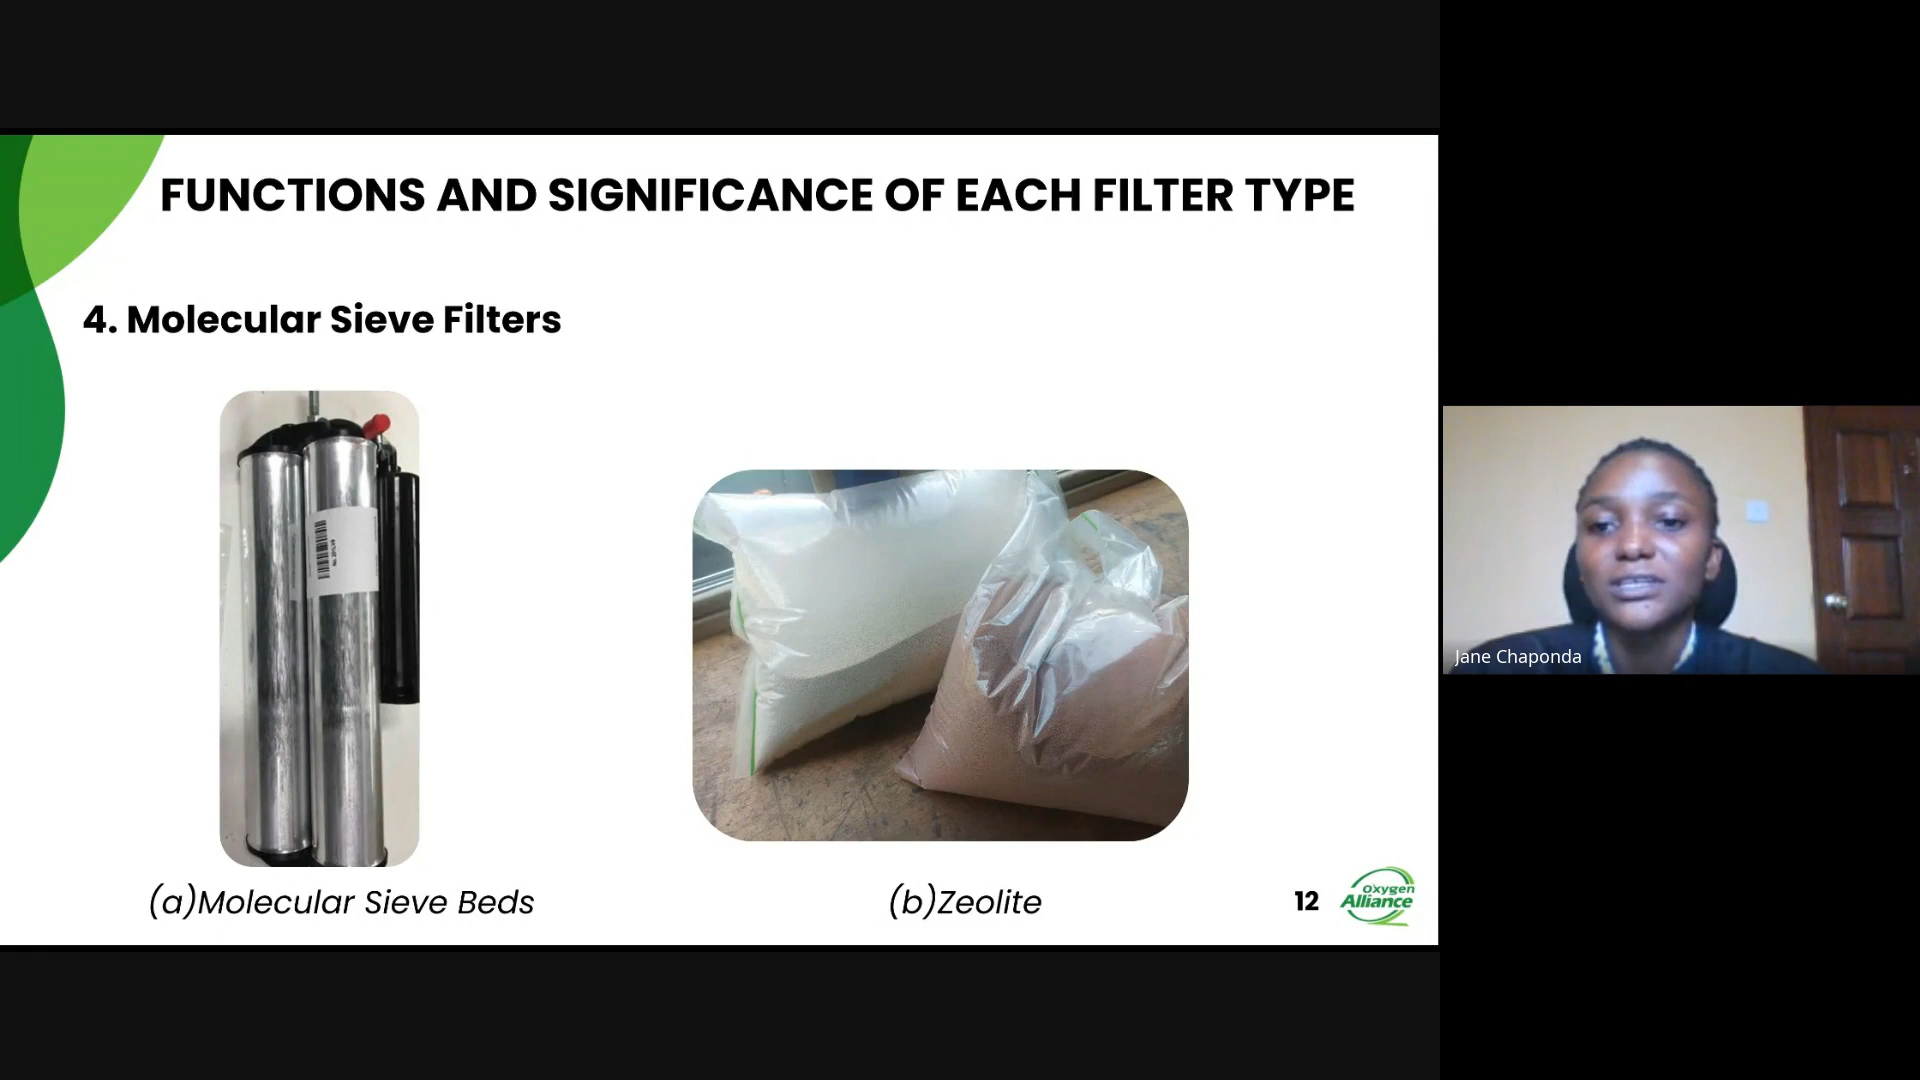 FUNCTIONS AND SIGNIFICANCE OF EACH FILTER TYPE
4. Molecular Sieve Filters
(a)Molecular Sieve Beds
(b)Zeolite
12
Oxygen
Alliance
Jane Chaponda